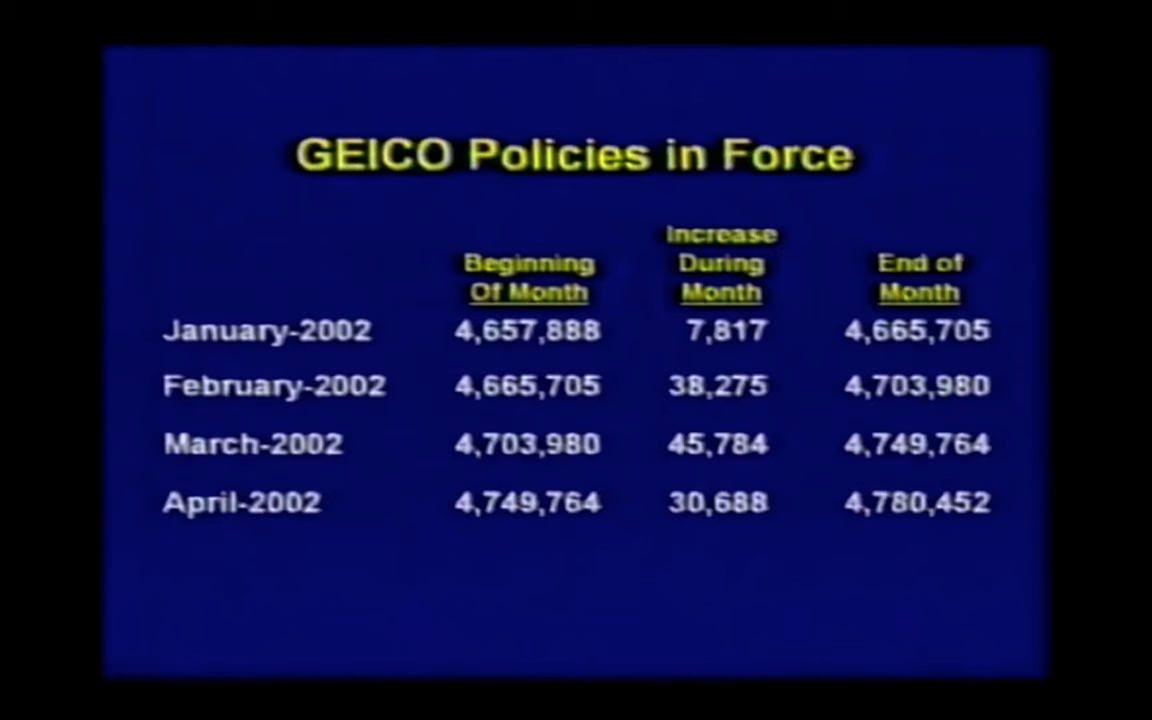 GEICO Policies in Force
Beginning Of Month Increase During Month End of Month
January-2002 4,657,888 7,817 4,665,705
February-2002 4,665,705 38,275 4,703,980
March-2002 4,703,980 45,784 4,749,764
April-2002 4,749,764 30,688 4,780,452